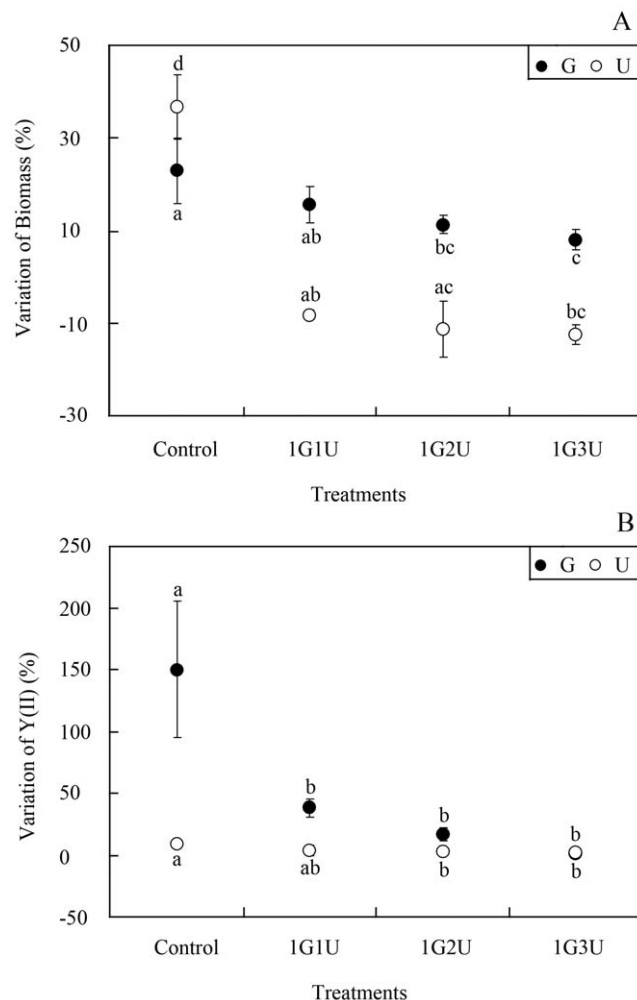 A
50
G U
d
30
Variation of Biomass (%)
a
10
ab
bc
c
ab
ac
bc
-10
-30
Control 1G1U 1G2U 1G3U
Treatments
B
250
G U
a
200
150
Variation of Y(II) (%)
100
50
b
b
b
0
a
ab
b
b
-50
Control 1G1U 1G2U 1G3U
Treatments